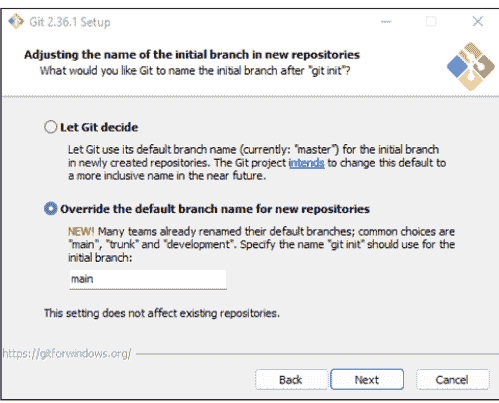 Git 2.36.1 Setup
Adjusting the name of the initial branch in new repositories
What would you like Git to name the initial branch after "git init"?
Let Git decide
Let Git use its default branch name (currently: "master") for the initial branch
in newly created repositories. The Git project intends to change this default to
a more inclusive name in the near future.
Override the default branch name for new repositories
NEW! Many teams already renamed their default branches; common choices are
"main", "trunk" and "development". Specify the name "git init" should use for the
initial branch:
main
This setting does not affect existing repositories.
https://gitforwindows.org/
Back Next Cancel